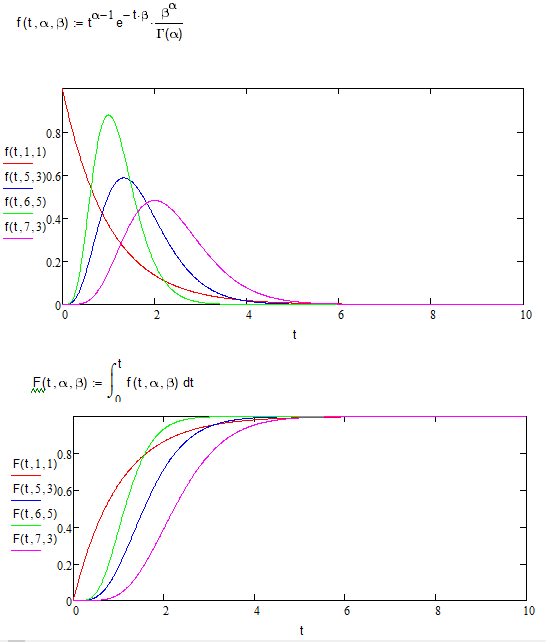 f(t,α,β) := t^(α−1) e^(−t·β) · β^α / Γ(α)
0.8
f(t,1,1)
f(t,5,3) 0.6
f(t,6,5)
0.4
f(t,7,3)
0.2
0
0 2 4 6 8 10
t
F(t,α,β) := ∫_0^t f(t,α,β) dt
0.8
F(t,1,1)
F(t,5,3) 0.6
F(t,6,5)
0.4
F(t,7,3)
0.2
0
0 2 4 6 8 10
t